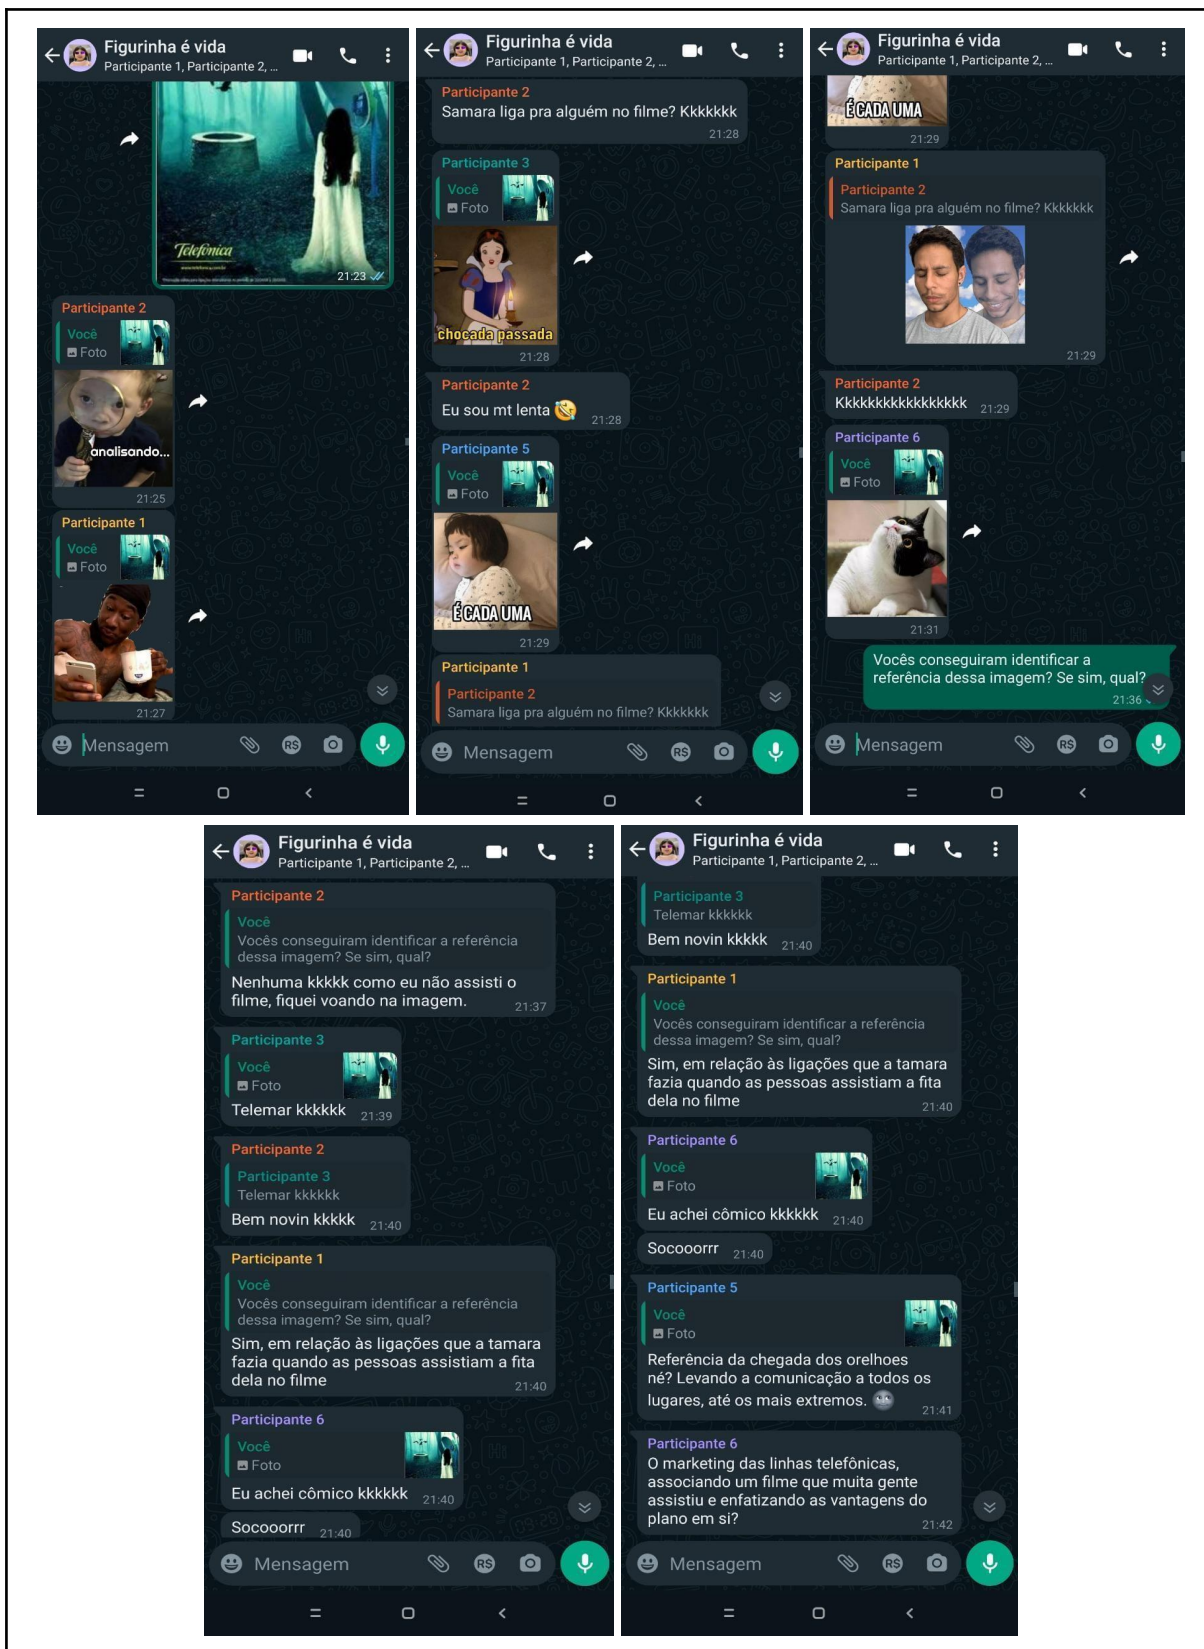 Figurinha é vida
Participante 1, Participante 2, ...
Telefonica
21:23
Participante 2
Você
Foto
analisando...
21:25
Participante 1
Você
Foto
21:27
Mensagem
R$
Figurinha é vida
Participante 1, Participante 2, ...
Participante 2
Samara liga pra alguém no filme? Kkkkkkk
21:28
Participante 3
Você
Foto
chocada passada
21:28
Participante 2
Eu sou mt lenta 🤣
21:28
Participante 5
Você
Foto
É CADA UMA
21:29
Participante 1
Participante 2
Samara liga pra alguém no filme? Kkkkkkk
Mensagem
R$
Figurinha é vida
Participante 1, Participante 2, ...
É CADA UMA
21:29
Participante 1
Participante 2
Samara liga pra alguém no filme? Kkkkkkk
21:29
Participante 2
Kkkkkkkkkkkkkkkkk
21:29
Participante 6
Você
Foto
21:31
Vocês conseguiram identificar a
referência dessa imagem? Se sim, qual?
21:36
Mensagem
R$
Figurinha é vida
Participante 1, Participante 2, ...
Participante 2
Você
Vocês conseguiram identificar a referência
dessa imagem? Se sim, qual?
Nenhuma kkkkk como eu não assisti o
filme, fiquei voando na imagem.
21:37
Participante 3
Você
Foto
Telemar kkkkkk
21:39
Participante 2
Participante 3
Telemar kkkkkk
Bem novin kkkkk
21:40
Participante 1
Você
Vocês conseguiram identificar a referência
dessa imagem? Se sim, qual?
Sim, em relação às ligações que a tamara
fazia quando as pessoas assistiam a fita
dela no filme
21:40
Participante 6
Você
Foto
Eu achei cômico kkkkkk
21:40
Socooorrr
21:40
Mensagem
R$
Figurinha é vida
Participante 1, Participante 2, ...
Participante 3
Telemar kkkkkk
Bem novin kkkkk
21:40
Participante 1
Você
Vocês conseguiram identificar a referência
dessa imagem? Se sim, qual?
Sim, em relação às ligações que a tamara
fazia quando as pessoas assistiam a fita
dela no filme
21:40
Participante 6
Você
Foto
Eu achei cômico kkkkkk
21:40
Socooorrr
21:40
Participante 5
Você
Foto
Referência da chegada dos orelhoes
né? Levando a comunicação a todos os
lugares, até os mais extremos. 🌚
21:41
Participante 6
O marketing das linhas telefônicas,
associando um filme que muita gente
assistiu e enfatizando as vantagens do
plano em si?
21:42
Mensagem
R$